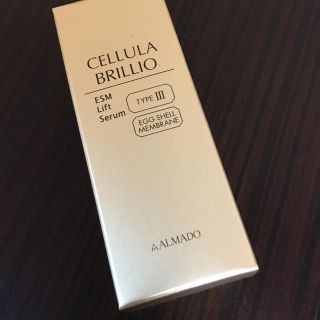 CELLULA
BRILLIO
ESM
Lift
Serum
TYPE III
EGG SHELL
MEMBRANE
ALMADO